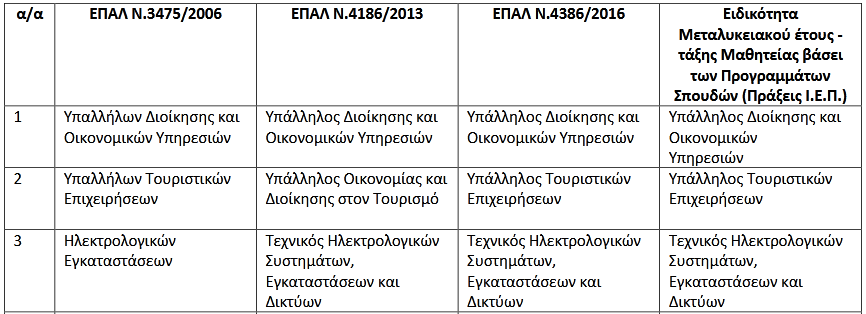 α/α
ΕΠΑΛ Ν.3475/2006
ΕΠΑΛ Ν.4186/2013
ΕΠΑΛ Ν.4386/2016
Ειδικότητα
Μεταλυκειακού έτους -
τάξης Μαθητείας βάσει
των Προγραμμάτων
Σπουδών (Πράξεις Ι.Ε.Π.)
1
Υπαλλήλων Διοίκησης και
Οικονομικών Υπηρεσιών
Υπάλληλος Διοίκησης και
Οικονομικών Υπηρεσιών
Υπάλληλος Διοίκησης και
Οικονομικών Υπηρεσιών
Υπάλληλος Διοίκησης και
Οικονομικών
Υπηρεσιών
2
Υπαλλήλων Τουριστικών
Επιχειρήσεων
Υπάλληλος Οικονομίας και
Διοίκησης στον Τουρισμό
Υπάλληλος Τουριστικών
Επιχειρήσεων
Υπάλληλος Τουριστικών
Επιχειρήσεων
3
Ηλεκτρολογικών
Εγκαταστάσεων
Τεχνικός Ηλεκτρολογικών
Συστημάτων,
Εγκαταστάσεων και
Δικτύων
Τεχνικός Ηλεκτρολογικών
Συστημάτων,
Εγκαταστάσεων και
Δικτύων
Τεχνικός Ηλεκτρολογικών
Συστημάτων,
Εγκαταστάσεων και
Δικτύων